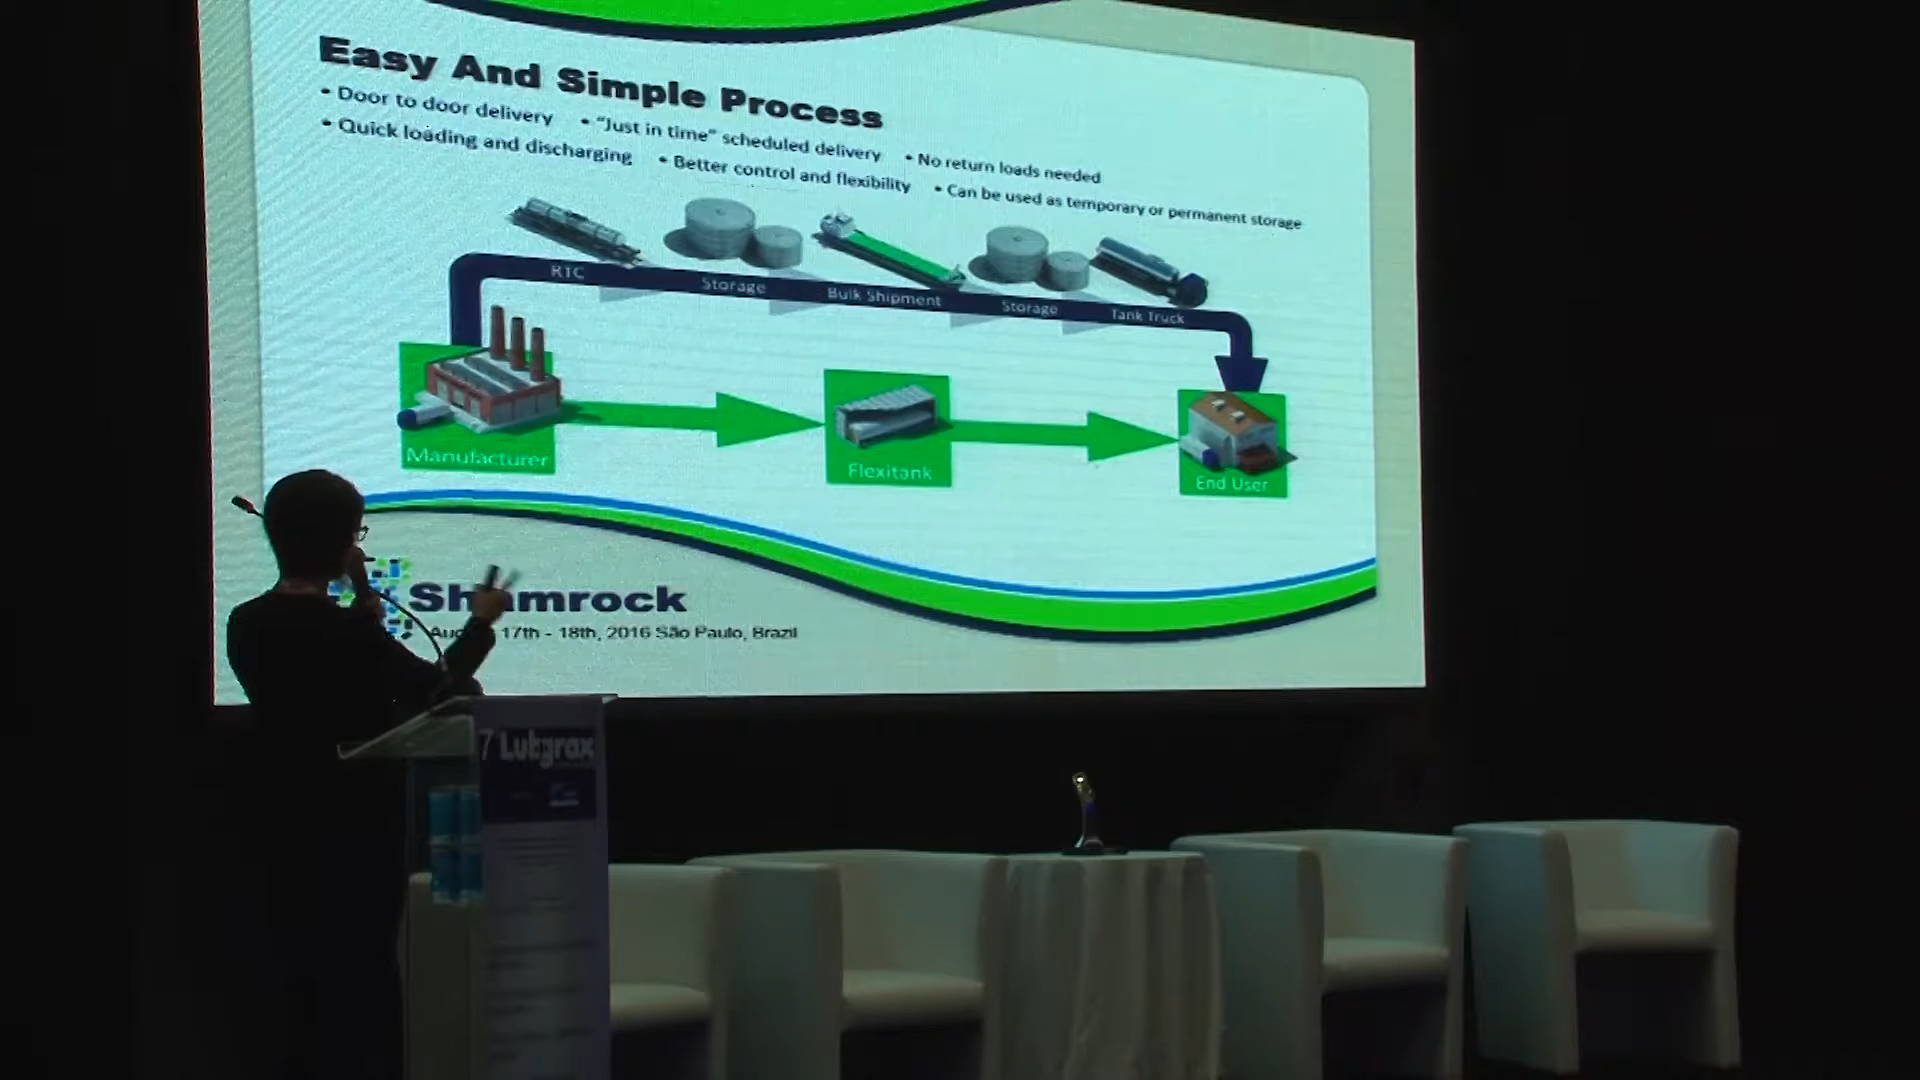 Easy And Simple Process
• Door to door delivery • "Just in time" scheduled delivery • No return loads needed
• Quick loading and discharging • Better control and flexibility • Can be used as temporary or permanent storage
RTC Storage Bulk Shipment Storage Tank Truck
Manufacturer Flexitank End User
Shamrock
17th - 18th, 2016 São Paulo, Brazil
7 Lubgrax